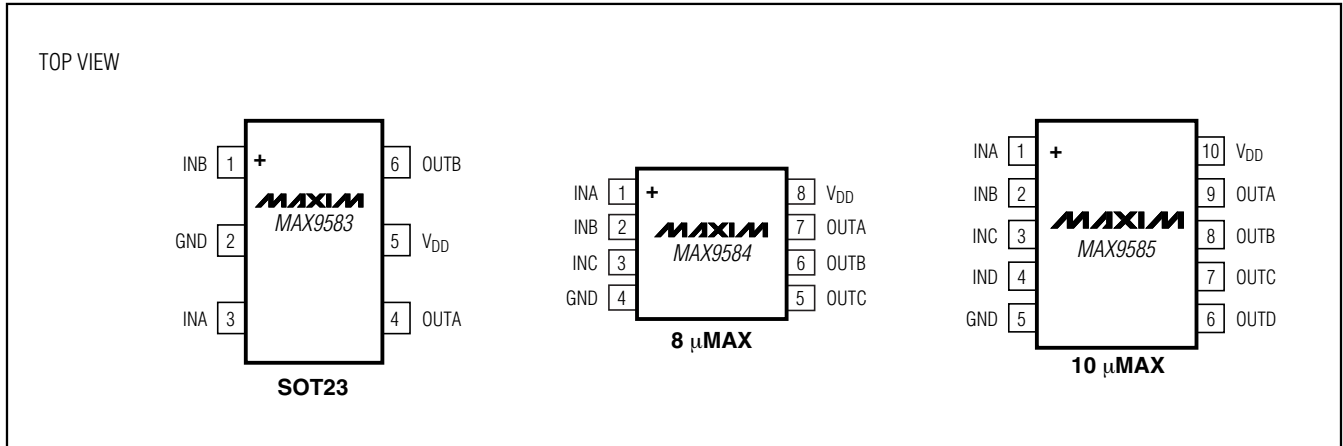 TOP VIEW
INB 1 + 6 OUTB
MAXIM
MAX9583
GND 2 5 VDD
INA 3 4 OUTA
SOT23
INA 1 + 8 VDD
INB 2 7 OUTA
MAXIM
MAX9584
INC 3 6 OUTB
GND 4 5 OUTC
8 μMAX
INA 1 + 10 VDD
INB 2 9 OUTA
MAXIM
INC 3 8 OUTB
MAX9585
IND 4 7 OUTC
GND 5 6 OUTD
10 μMAX